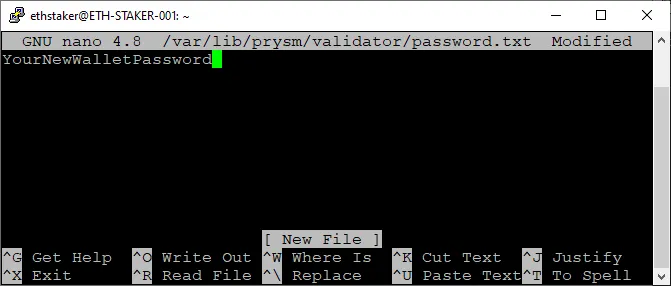 ethstaker@ETH-STAKER-001: ~
GNU nano 4.8 /var/lib/prysm/validator/password.txt Modified
YourNewWalletPassword
[ New File ]
^G Get Help ^O Write Out ^W Where Is ^K Cut Text ^J Justify
^X Exit ^R Read File ^\ Replace ^U Paste Text ^T To Spell